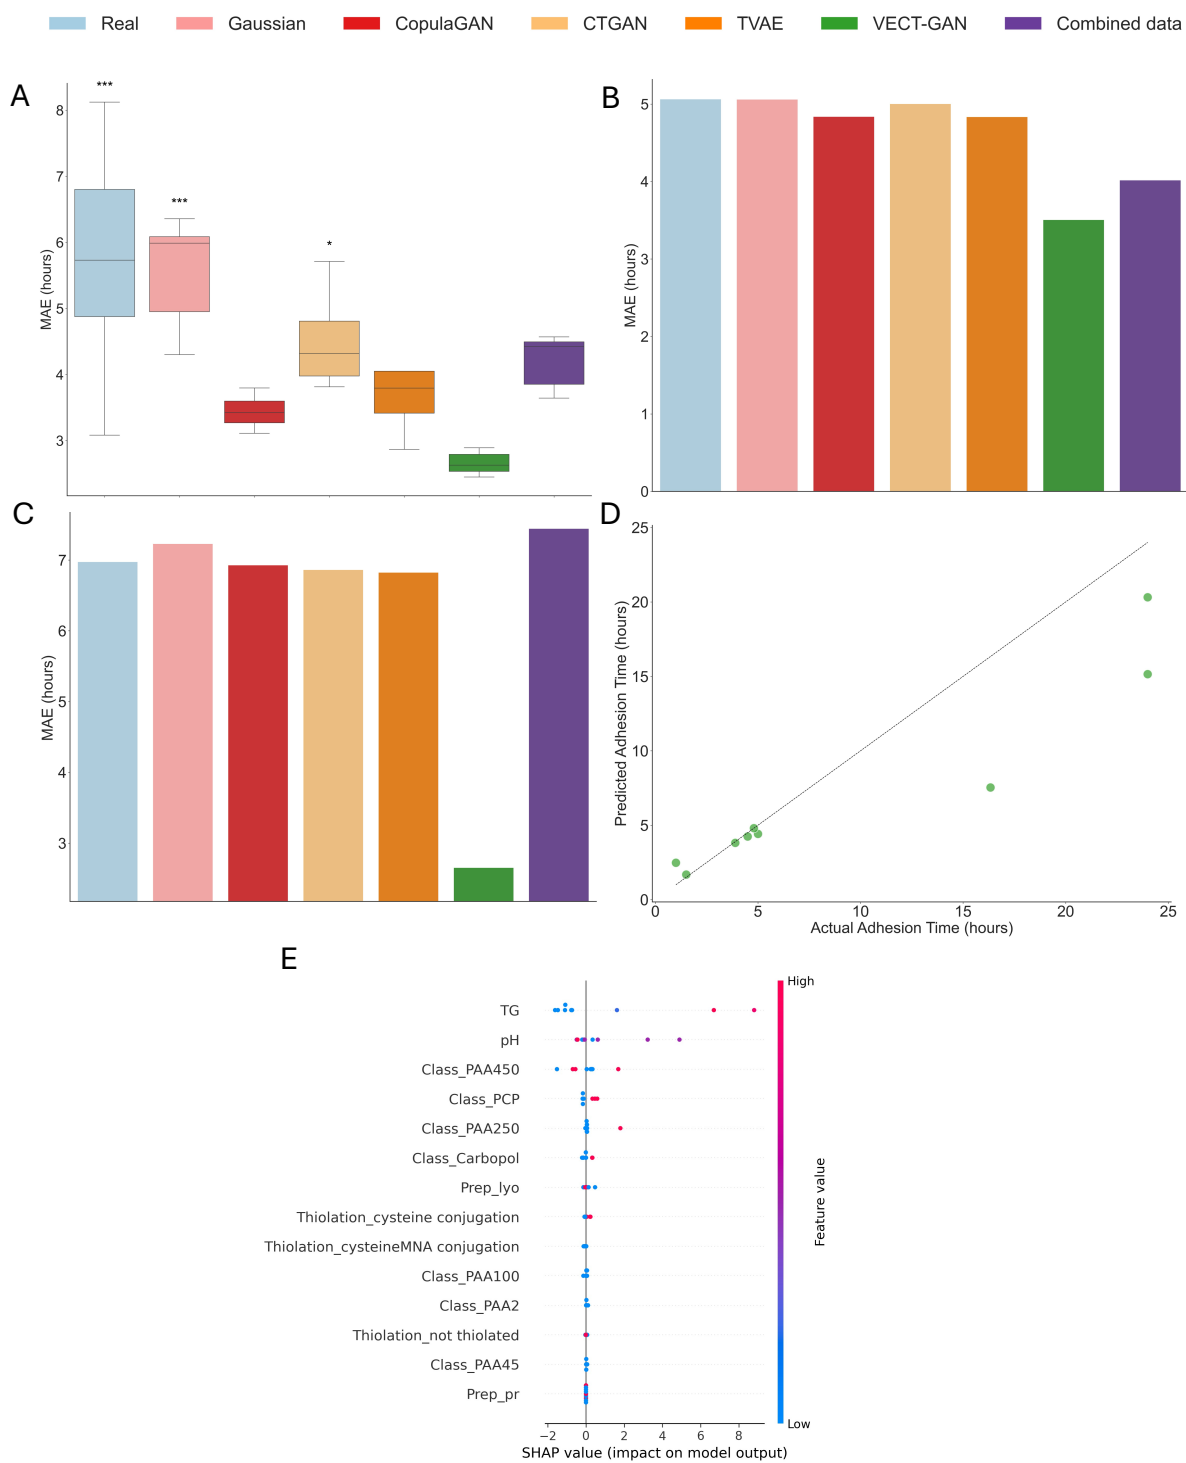 Real Gaussian CopulaGAN CTGAN TVAE VECT-GAN Combined data
A
***
***
*
8
7
6
5
4
3
MAE (hours)
B
5
4
3
2
1
0
MAE (hours)
C
7
6
5
4
3
MAE (hours)
D
25
20
15
10
5
0
Predicted Adhesion Time (hours)
0 5 10 15 20 25
Actual Adhesion Time (hours)
E
High
TG
pH
Class_PAA450
Class_PCP
Class_PAA250
Class_Carbopol
Prep_lyo
Thiolation_cysteine conjugation
Thiolation_cysteineMNA conjugation
Class_PAA100
Class_PAA2
Thiolation_not thiolated
Class_PAA45
Prep_pr
Feature value
Low
−2 0 2 4 6 8
SHAP value (impact on model output)